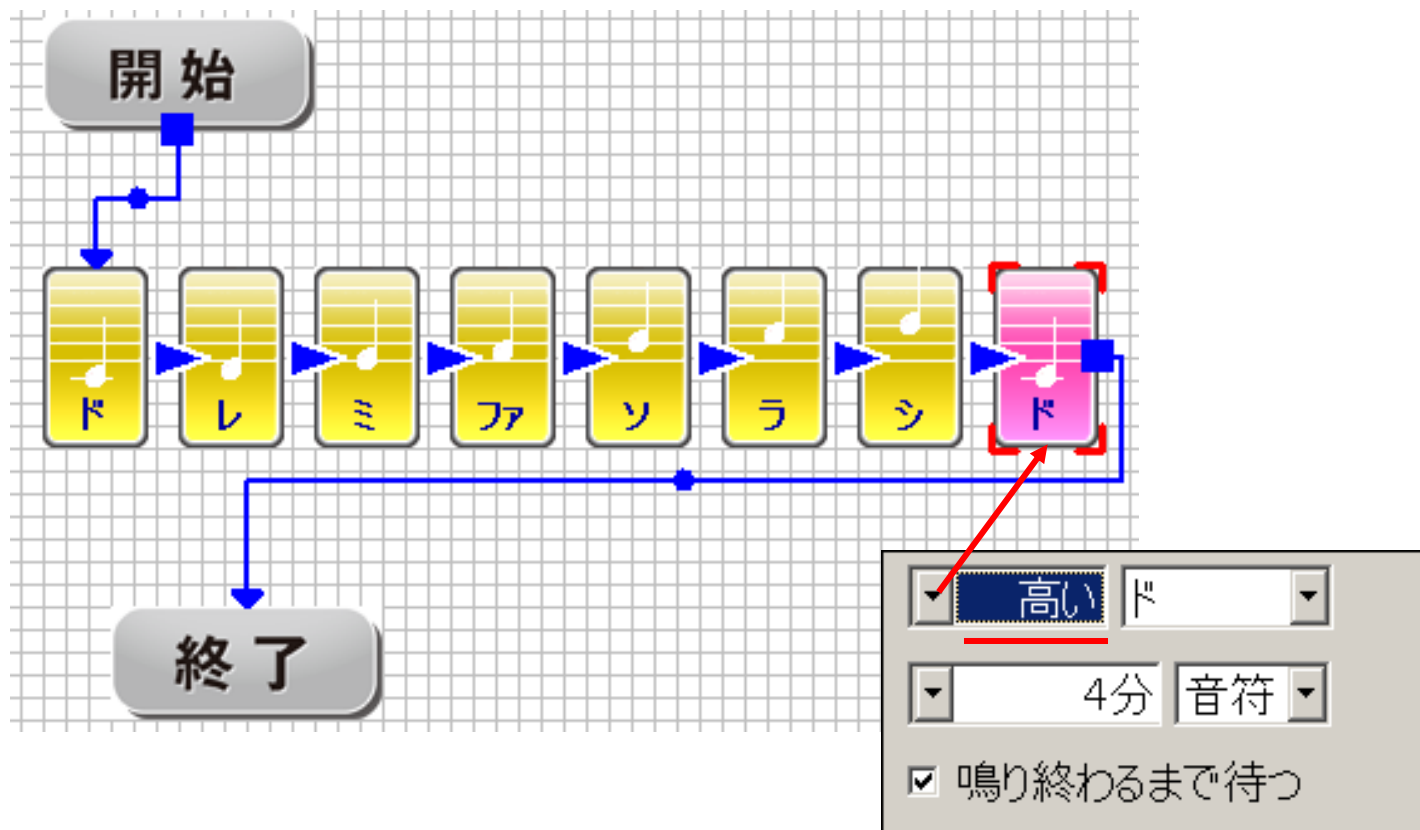 開始
ド レ ミ ファ ソ ラ シ ド
終了
高い ド
4分 音符
鳴り終わるまで待つ